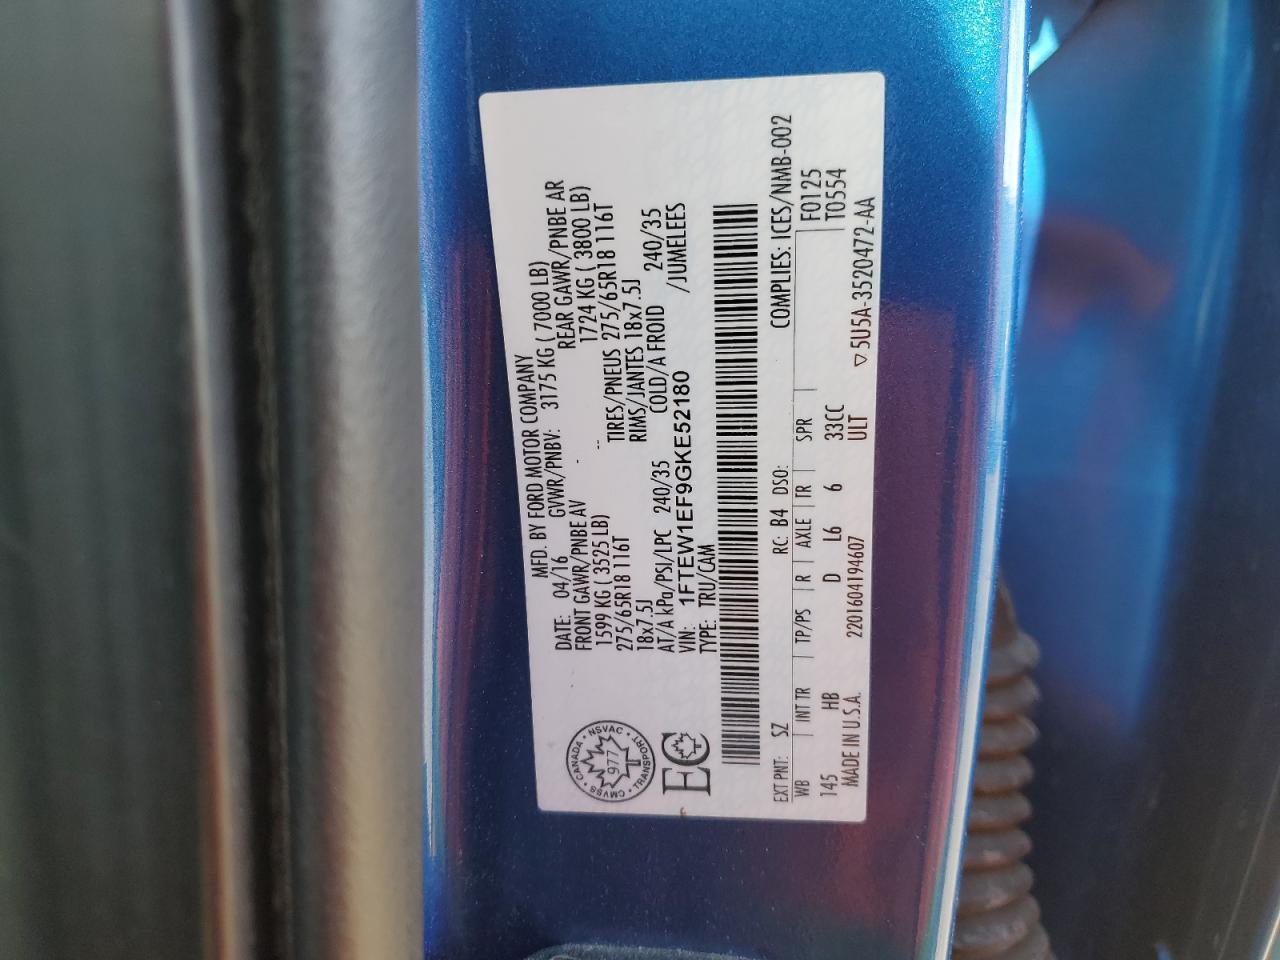 MFD. BY FORD MOTOR COMPANY
DATE: 04/16 GVWR/PNBV: 3175 KG ( 7000 LB)
FRONT GAWR/PNBE AV - REAR GAWR/PNBE AR
1599 KG ( 3525 LB) -- 1724 KG ( 3800 LB)
275/65R18 116T TIRES/PNEUS 275/65R18 116T
18x7.5J RIMS/JANTES 18x7.5J
AT/A kPa/PSI/LPC 240/35 COLD/A FROID 240/35
VIN: 1FTEW1EF9GKE52180 /JUMELEES
TYPE: TRU/CAM
CMVSS • CANADA • NSVAC • TRANSPORT
977
EC
EXT PNT: SZ RC: B4 DSO: COMPLIES: ICES/NMB-002
WB INT TR TP/PS R AXLE TR SPR F0125
145 HB D L6 6 33CC T0554
MADE IN U.S.A. 2201604194607 ULT ▽ 5U5A-3520472-AA